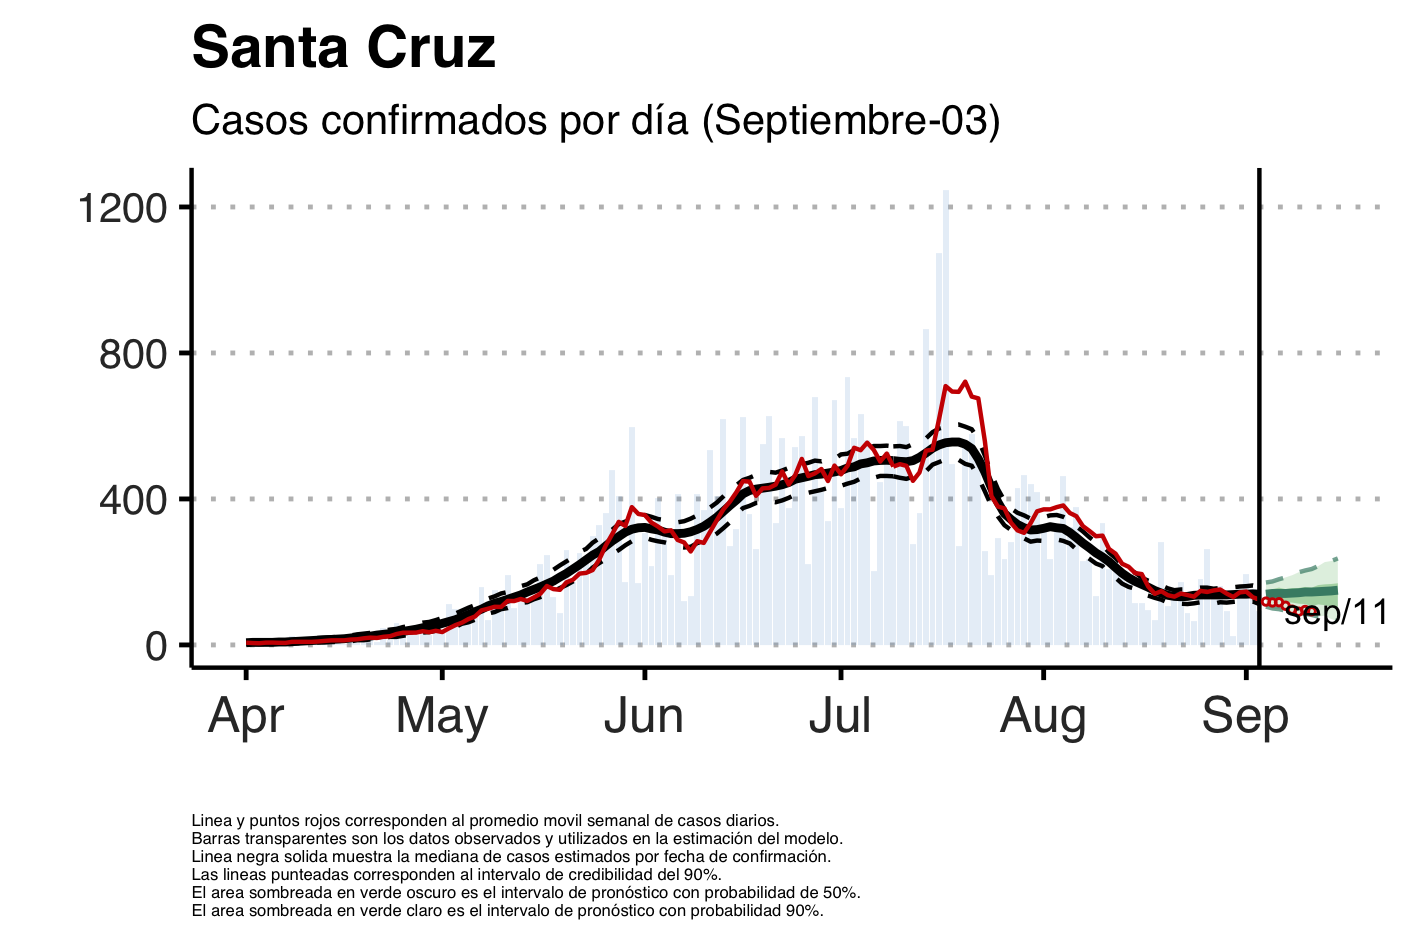 Santa Cruz
Casos confirmados por día (Septiembre-03)
1200
800
400
0
sep/11
Apr May Jun Jul Aug Sep
Linea y puntos rojos corresponden al promedio movil semanal de casos diarios.
Barras transparentes son los datos observados y utilizados en la estimación del modelo.
Linea negra solida muestra la mediana de casos estimados por fecha de confirmación.
Las lineas punteadas corresponden al intervalo de credibilidad del 90%.
El area sombreada en verde oscuro es el intervalo de pronóstico con probabilidad de 50%.
El area sombreada en verde claro es el intervalo de pronóstico con probabilidad 90%.